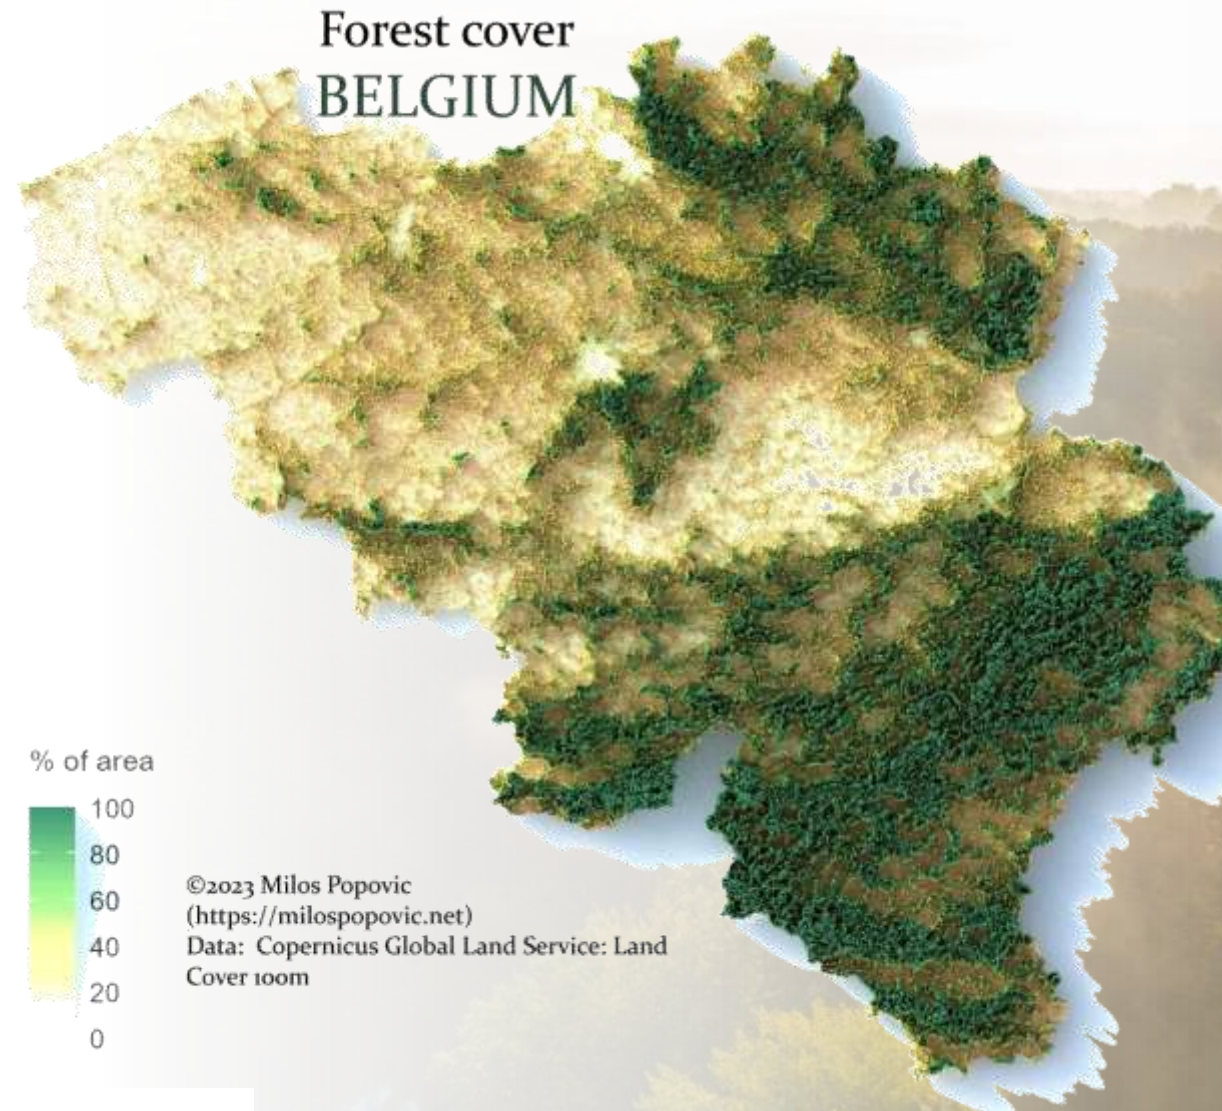 Forest cover
BELGIUM
% of area
100
80
60
40
20
0
©2023 Milos Popovic
(https://milospopovic.net)
Data: Copernicus Global Land Service: Land
Cover 100m